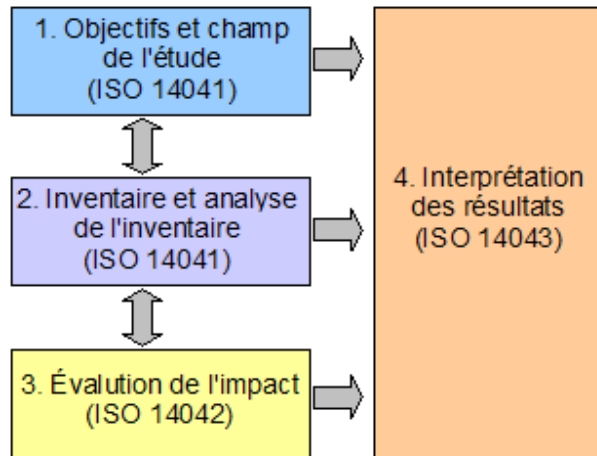 1. Objectifs et champ
de l'étude
(ISO 14041)
2. Inventaire et analyse
de l'inventaire
(ISO 14041)
3. Évalution de l'impact
(ISO 14042)
4. Interprétation
des résultats
(ISO 14043)